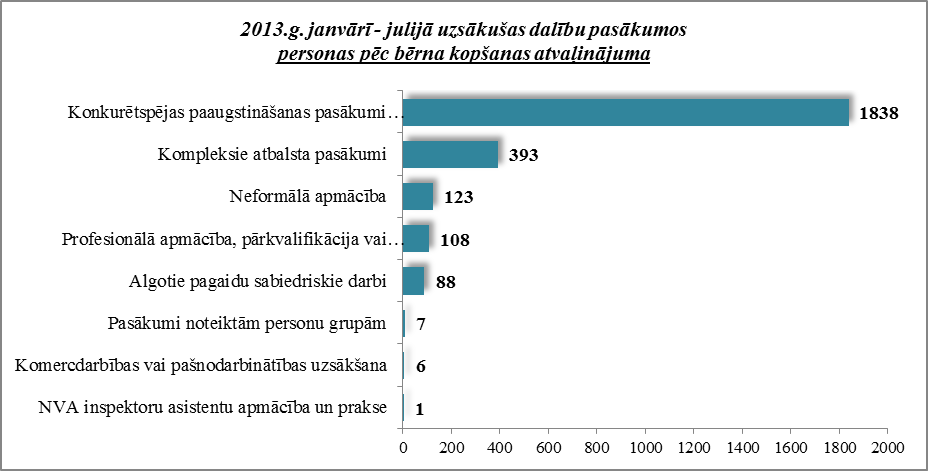 2013.g. janvārī - julijā uzsākušas dalību pasākumos
personas pēc bērna kopšanas atvaļinājuma
Konkurētspējas paaugstināšanas pasākumi… 1838
Kompleksie atbalsta pasākumi 393
Neformālā apmācība 123
Profesionālā apmācība, pārkvalifikācija vai… 108
Algotie pagaidu sabiedriskie darbi 88
Pasākumi noteiktām personu grupām 7
Komercdarbības vai pašnodarbinātības uzsākšana 6
NVA inspektoru asistentu apmācība un prakse 1
0 200 400 600 800 1000 1200 1400 1600 1800 2000